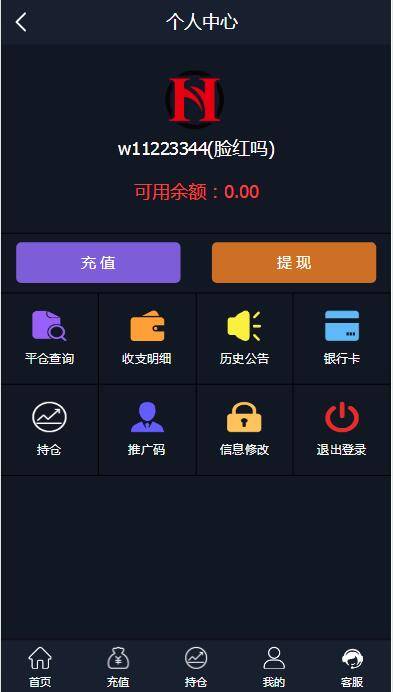 个人中心
w11223344(脸红吗)
可用余额：0.00
充值 提现
平仓查询 收支明细 历史公告 银行卡
持仓 推广码 信息修改 退出登录
首页 充值 持仓 我的 客服